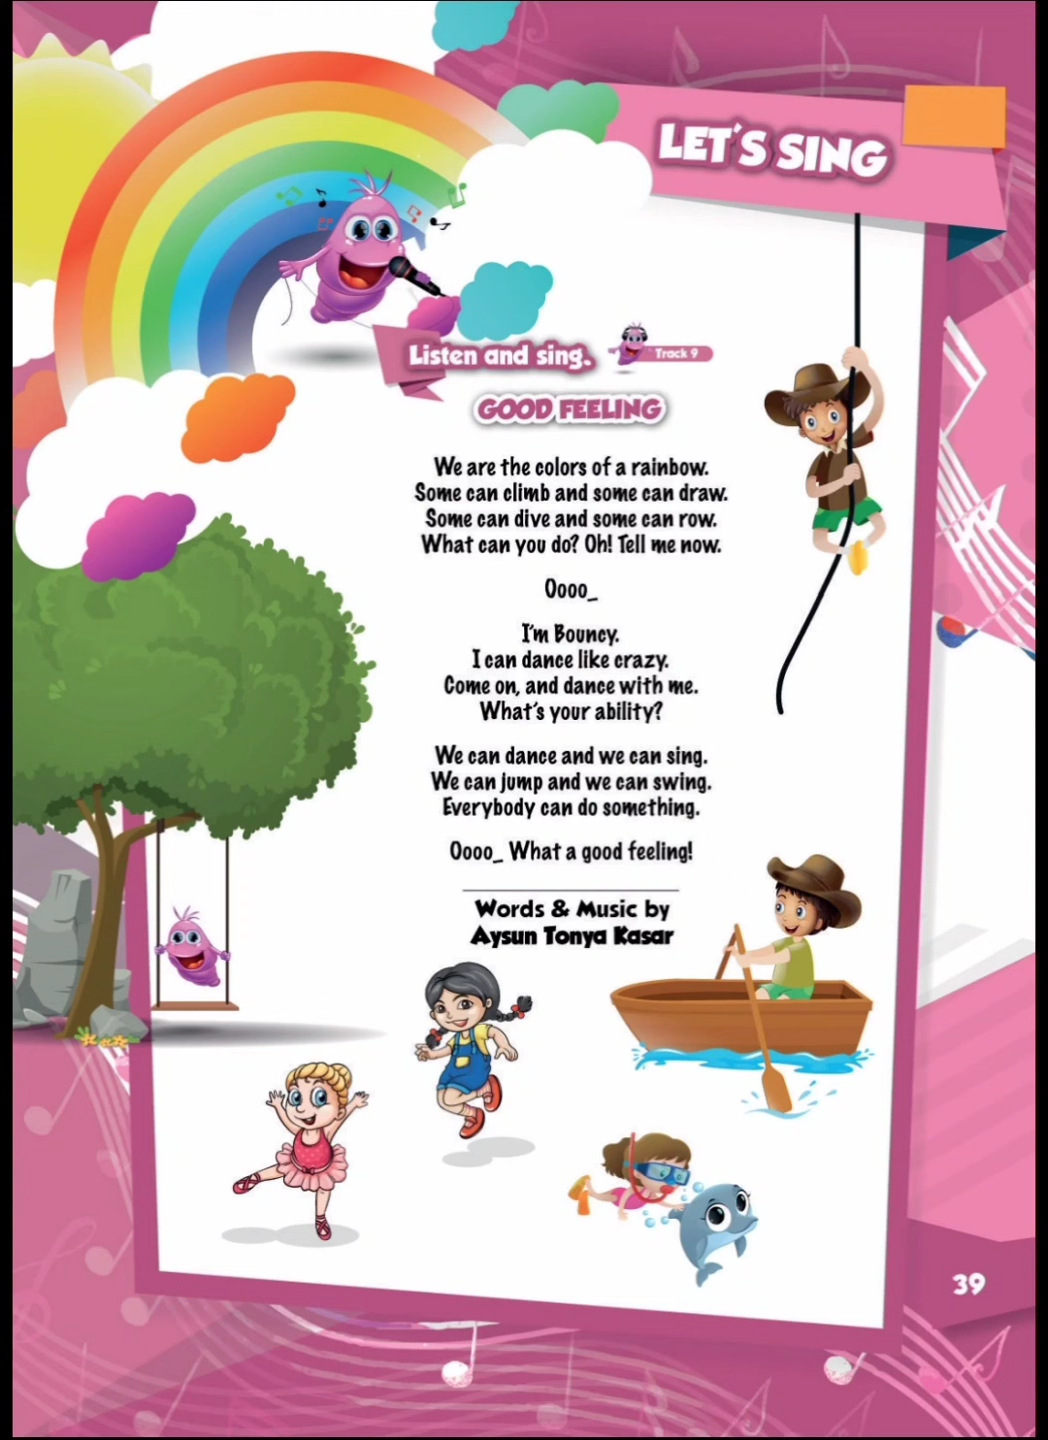 LET'S SING
Listen and sing.
Track 9
GOOD FEELING
We are the colors of a rainbow.
Some can climb and some can draw.
Some can dive and some can row.
What can you do? Oh! Tell me now.
Oooo_
I'm Bouncy.
I can dance like crazy.
Come on, and dance with me.
What's your ability?
We can dance and we can sing.
We can jump and we can swing.
Everybody can do something.
Oooo_ What a good feeling!
Words & Music by
Aysun Tonya Kasar
39